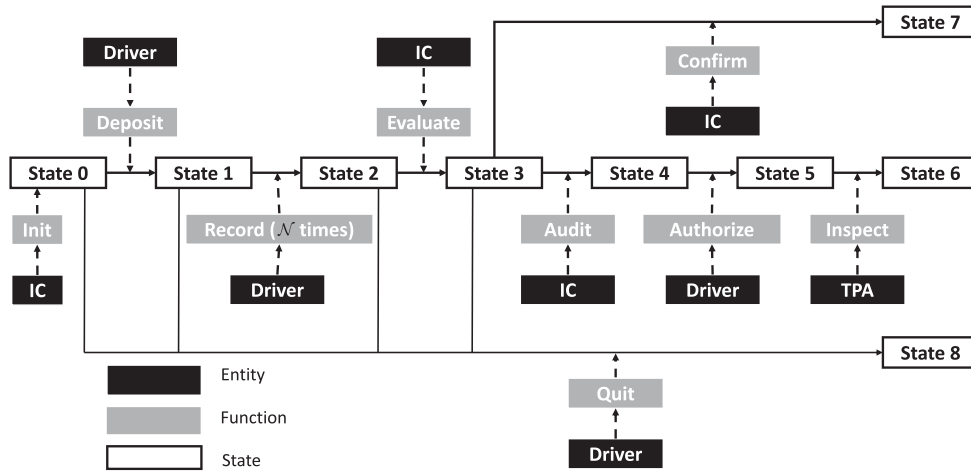 State 7
Driver
IC
Confirm
Deposit
Evaluate
IC
State 0
State 1
State 2
State 3
State 4
State 5
State 6
Init
Record (𝒩 times)
Audit
Authorize
Inspect
IC
Driver
IC
Driver
TPA
State 8
Entity
Quit
Function
Driver
State